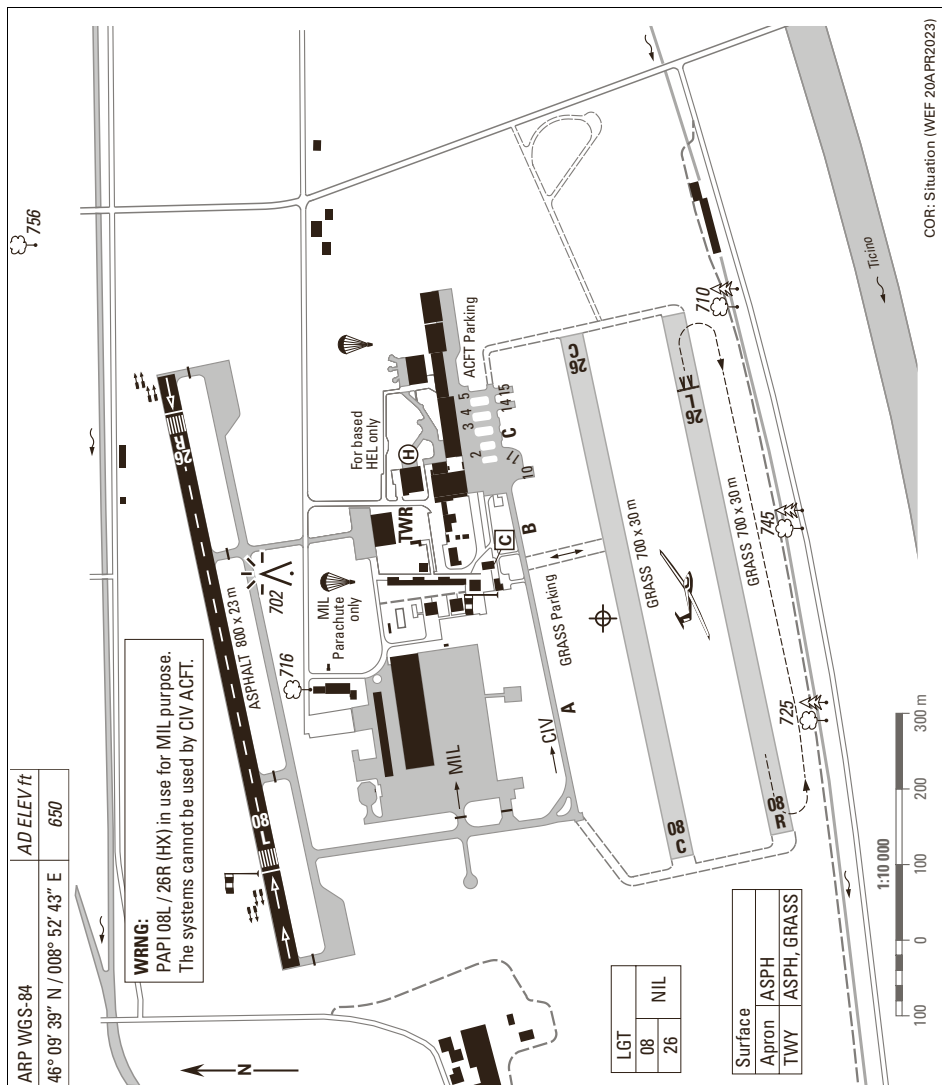 ARP WGS-84
AD ELEV ft
46° 09' 39" N / 008° 52' 43" E
650
WRNG:
PAPI 08L / 26R (HX) in use for MIL purpose.
The systems cannot be used by CIV ACFT.
756
N
08
L
26
R
ASPHALT 800 x 23 m
702
716
MIL
Parachute
only
For based
HEL only
H
TWR
C
ACFT Parking
2
3
4
5
10
11
14
15
C
B
A
MIL
CIV
GRASS Parking
08
C
26
C
GRASS 700 x 30 m
08
R
26
L
GRASS 700 x 30 m
725
745
710
Ticino
LGT
08
26
NIL
Surface
Apron
ASPH
TWY
ASPH, GRASS
1:10 000
100
0
100
200
300 m
COR: Situation (WEF 20APR2023)